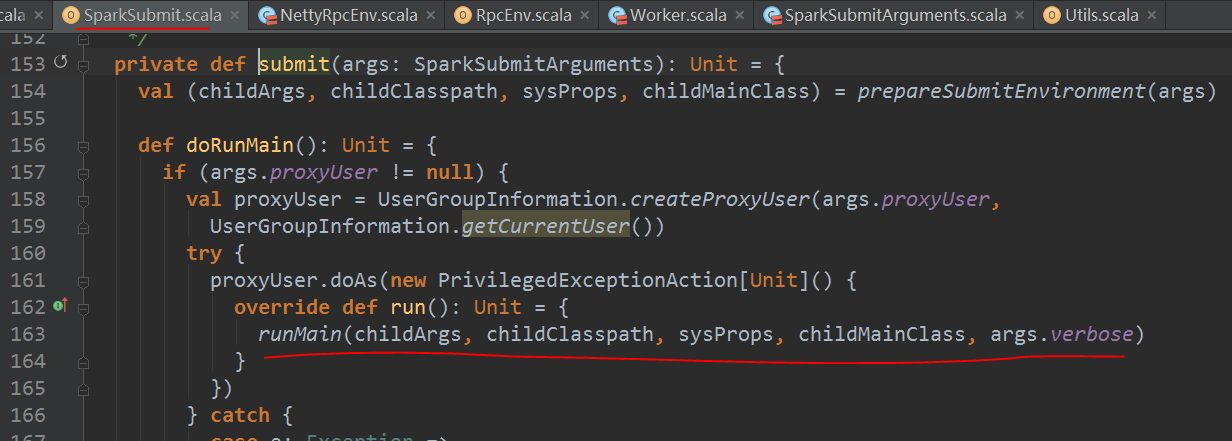 cala × SparkSubmit.scala × NettyRpcEnv.scala × RpcEnv.scala × Worker.scala × SparkSubmitArguments.scala × Utils.scala ×
152 */
153 private def submit(args: SparkSubmitArguments): Unit = {
154 val (childArgs, childClasspath, sysProps, childMainClass) = prepareSubmitEnvironment(args)
155
156 def doRunMain(): Unit = {
157 if (args.proxyUser != null) {
158 val proxyUser = UserGroupInformation.createProxyUser(args.proxyUser,
159 UserGroupInformation.getCurrentUser())
160 try {
161 proxyUser.doAs(new PrivilegedExceptionAction[Unit]() {
162 override def run(): Unit = {
163 runMain(childArgs, childClasspath, sysProps, childMainClass, args.verbose)
164 }
165 })
166 } catch {
case e: Exception =>